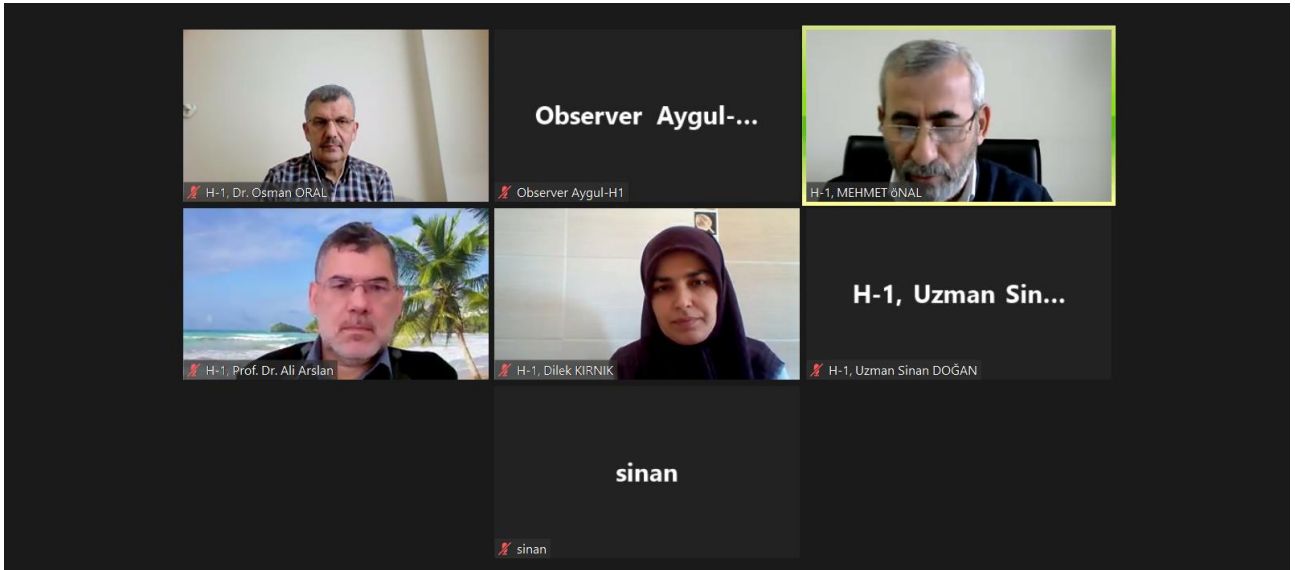 H-1, Dr. Osman ORAL
Observer Aygul-...
Observer Aygul-H1
H-1, MEHMET öNAL
H-1, Prof. Dr. Ali Arslan
H-1, Dilek KIRNIK
H-1, Uzman Sin...
H-1, Uzman Sinan DOĞAN
sinan
sinan